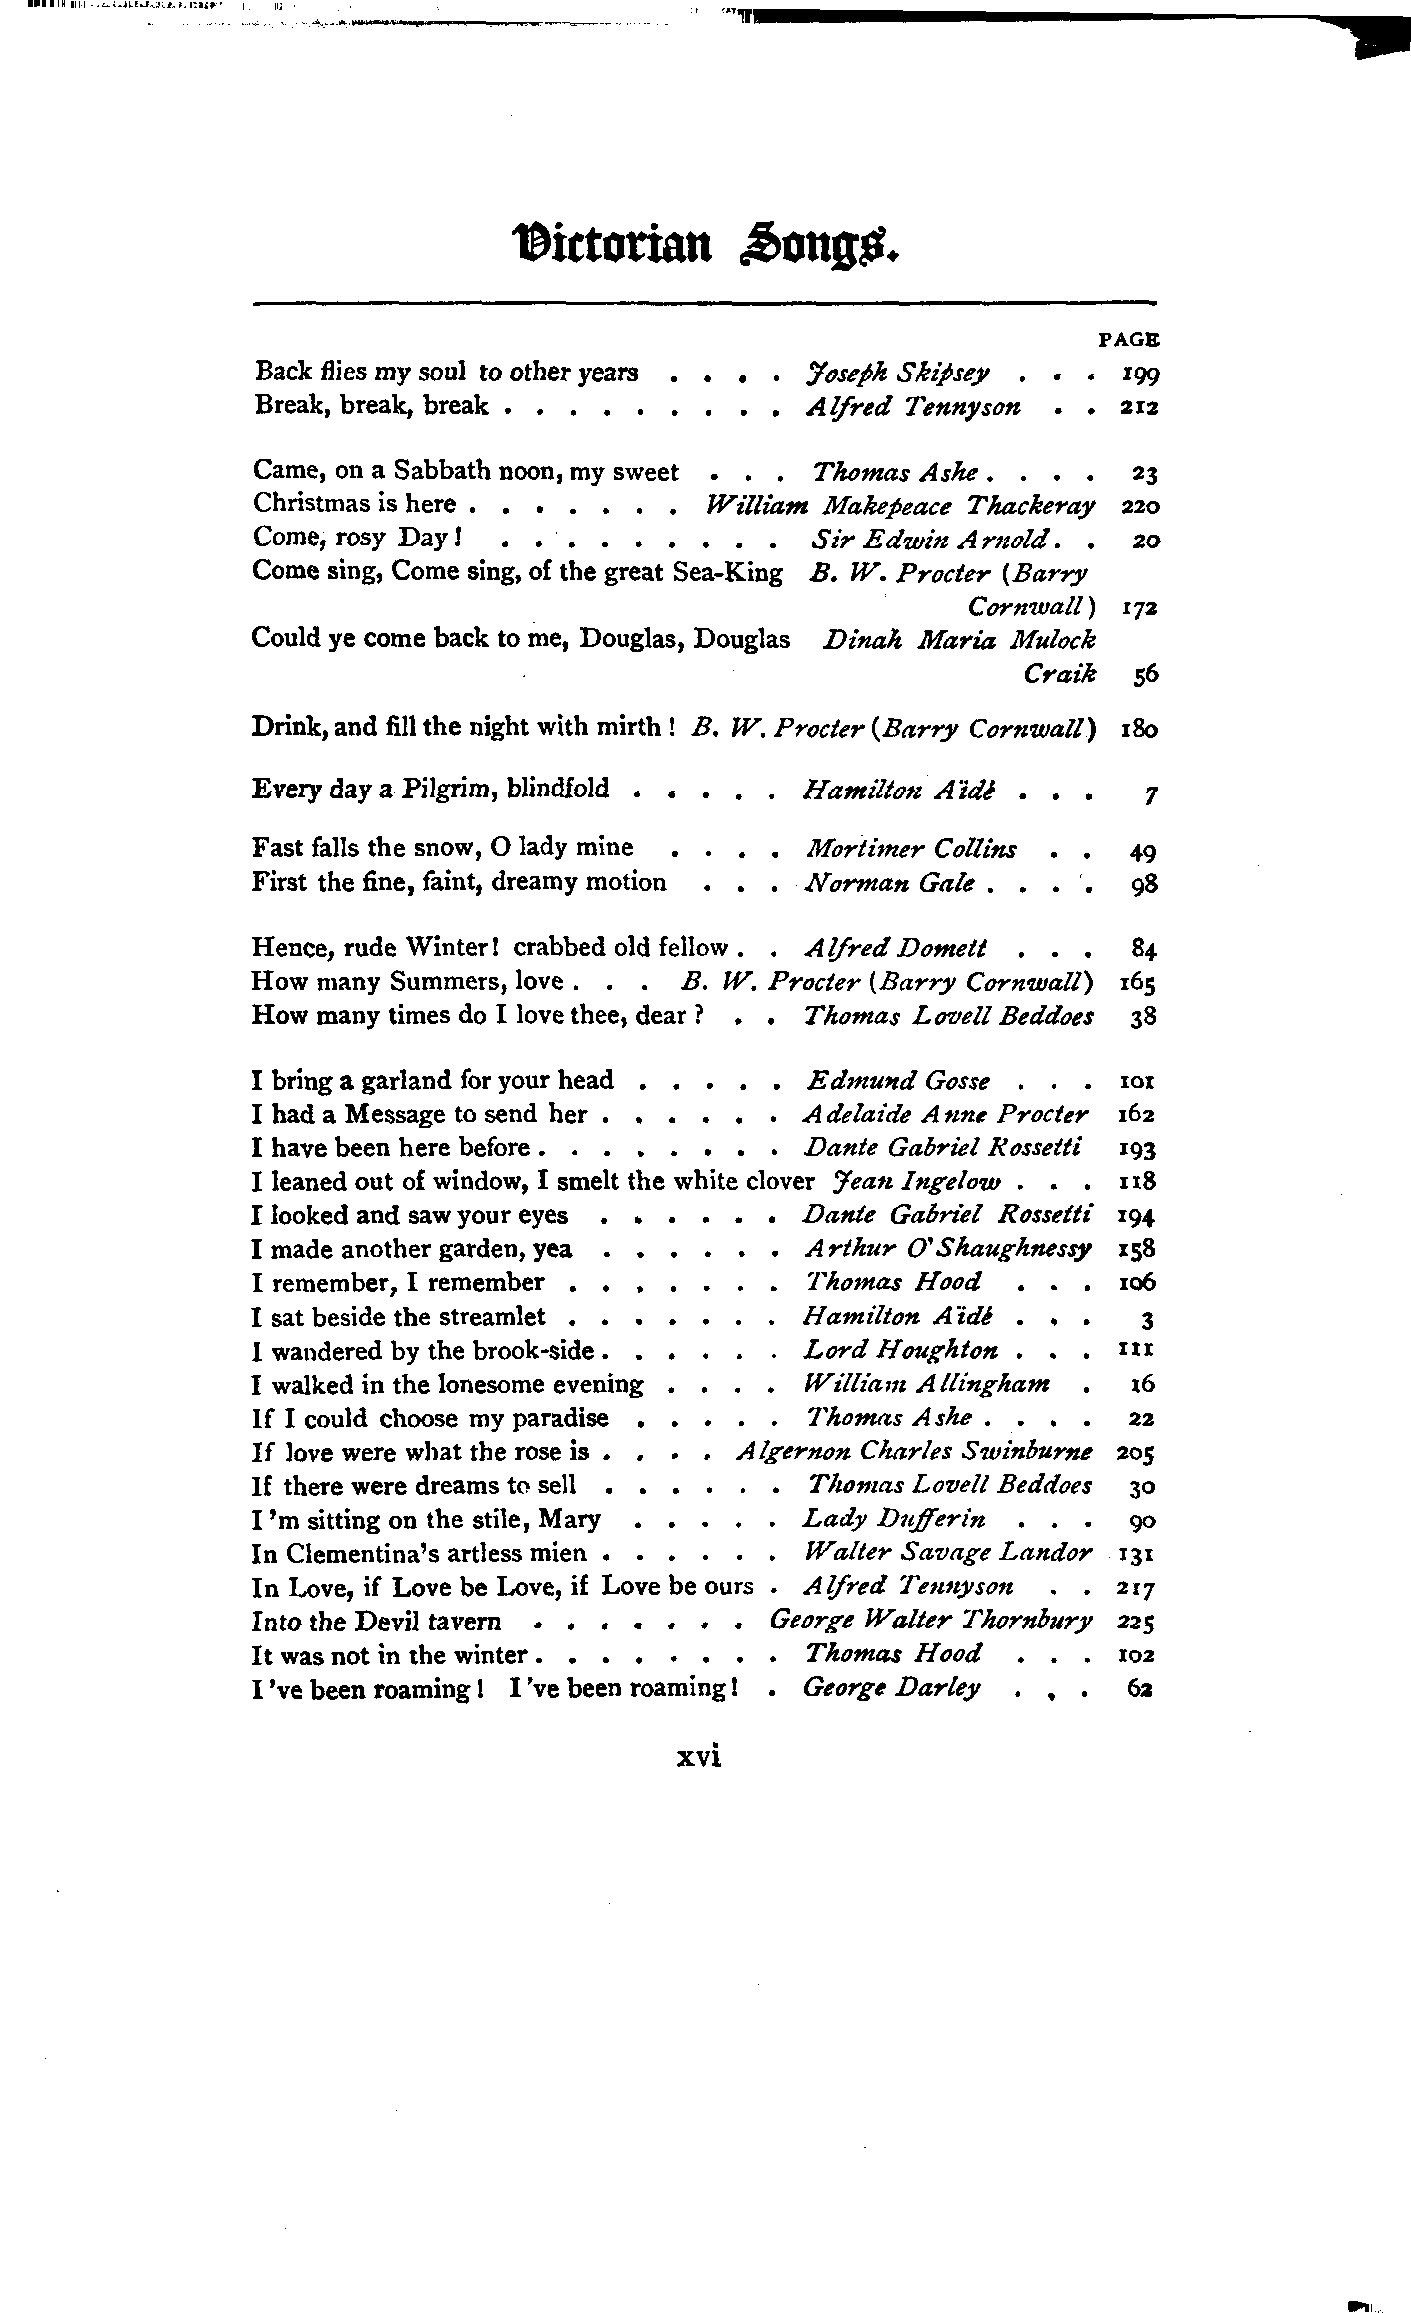 Victorian Songs.
PAGE
Back flies my soul to other years . . . . Joseph Skipsey . . . 199
Break, break, break . . . . . . . . . Alfred Tennyson . . 212
Came, on a Sabbath noon, my sweet . . . Thomas Ashe . . . . 23
Christmas is here . . . . . . . William Makepeace Thackeray 220
Come, rosy Day! . . . . . . . . . Sir Edwin Arnold . . 20
Come sing, Come sing, of the great Sea-King B. W. Procter (Barry
Cornwall) 172
Could ye come back to me, Douglas, Douglas Dinah Maria Mulock
Craik 56
Drink, and fill the night with mirth! B. W. Procter (Barry Cornwall) 180
Every day a Pilgrim, blindfold . . . . . Hamilton Aïdé . . . 7
Fast falls the snow, O lady mine . . . . Mortimer Collins . . 49
First the fine, faint, dreamy motion . . . Norman Gale . . . . 98
Hence, rude Winter! crabbed old fellow . . Alfred Domett . . . 84
How many Summers, love . . . B. W. Procter (Barry Cornwall) 165
How many times do I love thee, dear? . . Thomas Lovell Beddoes 38
I bring a garland for your head . . . . . Edmund Gosse . . . 101
I had a Message to send her . . . . . . Adelaide Anne Procter 162
I have been here before . . . . . . . . Dante Gabriel Rossetti 193
I leaned out of window, I smelt the white clover Jean Ingelow . . . 118
I looked and saw your eyes . . . . . . Dante Gabriel Rossetti 194
I made another garden, yea . . . . . . Arthur O'Shaughnessy 158
I remember, I remember . . . . . . . Thomas Hood . . . 106
I sat beside the streamlet . . . . . . . Hamilton Aïdé . . . 3
I wandered by the brook-side . . . . . . Lord Houghton . . . 111
I walked in the lonesome evening . . . . William Allingham . 16
If I could choose my paradise . . . . . Thomas Ashe . . . . 22
If love were what the rose is . . . . Algernon Charles Swinburne 205
If there were dreams to sell . . . . . . Thomas Lovell Beddoes 30
I'm sitting on the stile, Mary . . . . . Lady Dufferin . . . 90
In Clementina's artless mien . . . . . . Walter Savage Landor 131
In Love, if Love be Love, if Love be ours . Alfred Tennyson . . 217
Into the Devil tavern . . . . . . . George Walter Thornbury 225
It was not in the winter . . . . . . . . Thomas Hood . . . 102
I've been roaming! I've been roaming! . George Darley . . . 62
xvi